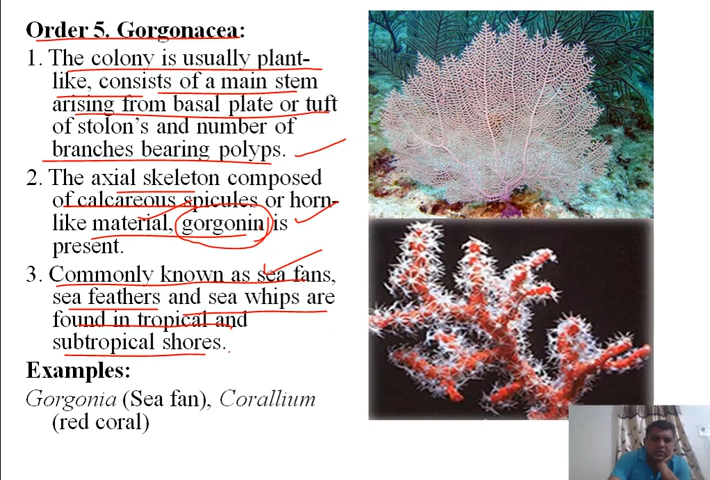 Order 5. Gorgonacea:
1. The colony is usually plant-
like, consists of a main stem
arising from basal plate or tuft
of stolon's and number of
branches bearing polyps.
2. The axial skeleton composed
of calcareous spicules or horn-
like material, gorgonin is
present.
3. Commonly known as sea fans,
sea feathers and sea whips are
found in tropical and
subtropical shores.
Examples:
Gorgonia (Sea fan), Corallium
(red coral)